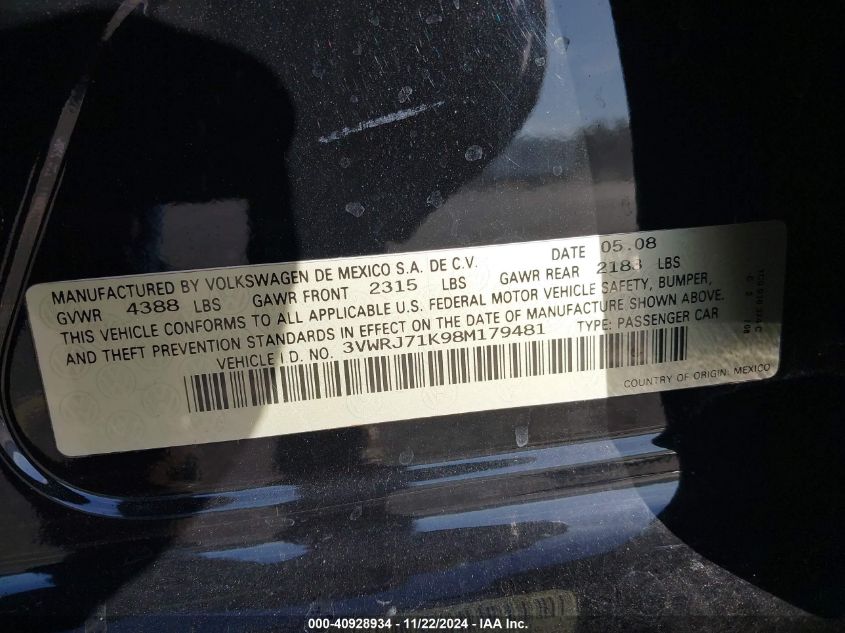 MANUFACTURED BY VOLKSWAGEN DE MEXICO S.A. DE C.V. DATE 05.08
GVWR 4388 LBS GAWR FRONT 2315 LBS GAWR REAR 2183 LBS
THIS VEHICLE CONFORMS TO ALL APPLICABLE U.S. FEDERAL MOTOR VEHICLE SAFETY, BUMPER,
AND THEFT PREVENTION STANDARDS IN EFFECT ON THE DATE OF MANUFACTURE SHOWN ABOVE.
VEHICLE I D. NO. 3VWRJ71K98M179481 TYPE: PASSENGER CAR
COUNTRY OF ORIGIN: MEXICO
000-40928934 - 11/22/2024 - IAA Inc.